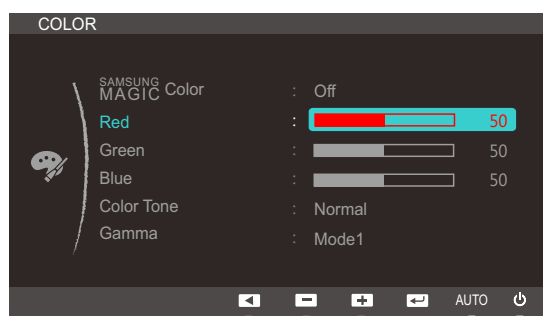 COLOR
SAMSUNG MAGIC Color : Off
Red : 50
Green : 50
Blue : 50
Color Tone : Normal
Gamma : Mode1
AUTO